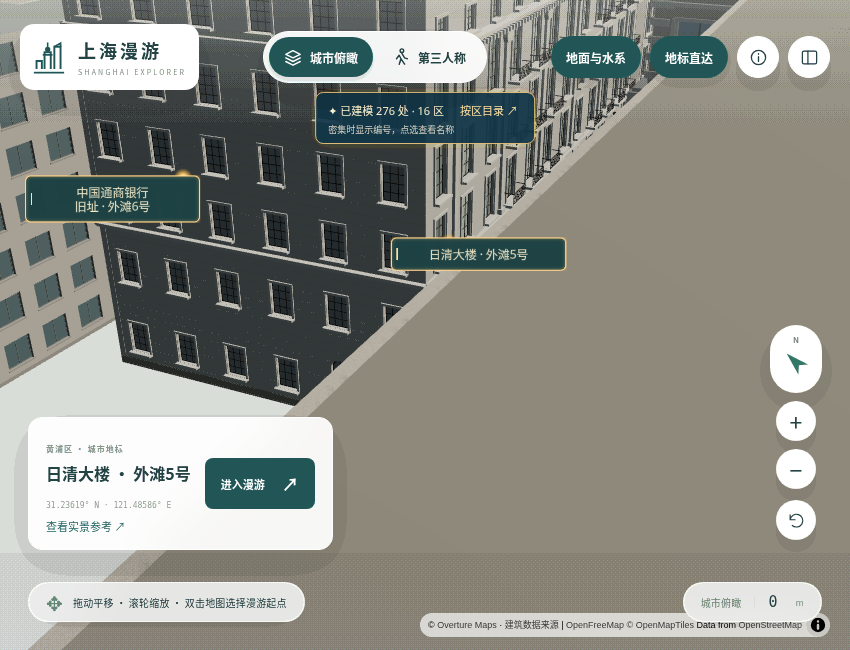 上海漫游
SHANGHAI EXPLORER
城市俯瞰
第三人称
地面与水系
地标直达
✦ 已建模 276 处 · 16 区 按区目录 ↗
密集时显示编号，点选查看名称
中国通商银行
旧址 · 外滩6号
日清大楼 · 外滩5号
N
黄浦区 · 城市地标
日清大楼 · 外滩5号
进入漫游 ↗
31.23619° N · 121.48586° E
查看实景参考 ↗
拖动平移 · 滚轮缩放 · 双击地图选择漫游起点
城市俯瞰 0 m
© Overture Maps · 建筑数据来源 | OpenFreeMap © OpenMapTiles Data from OpenStreetMap